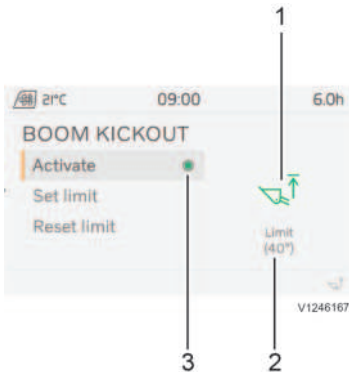 1
21°C 09:00 6.0h
BOOM KICKOUT
Activate
Set limit
Reset limit
Limit
(40°)
V1246167
3 2